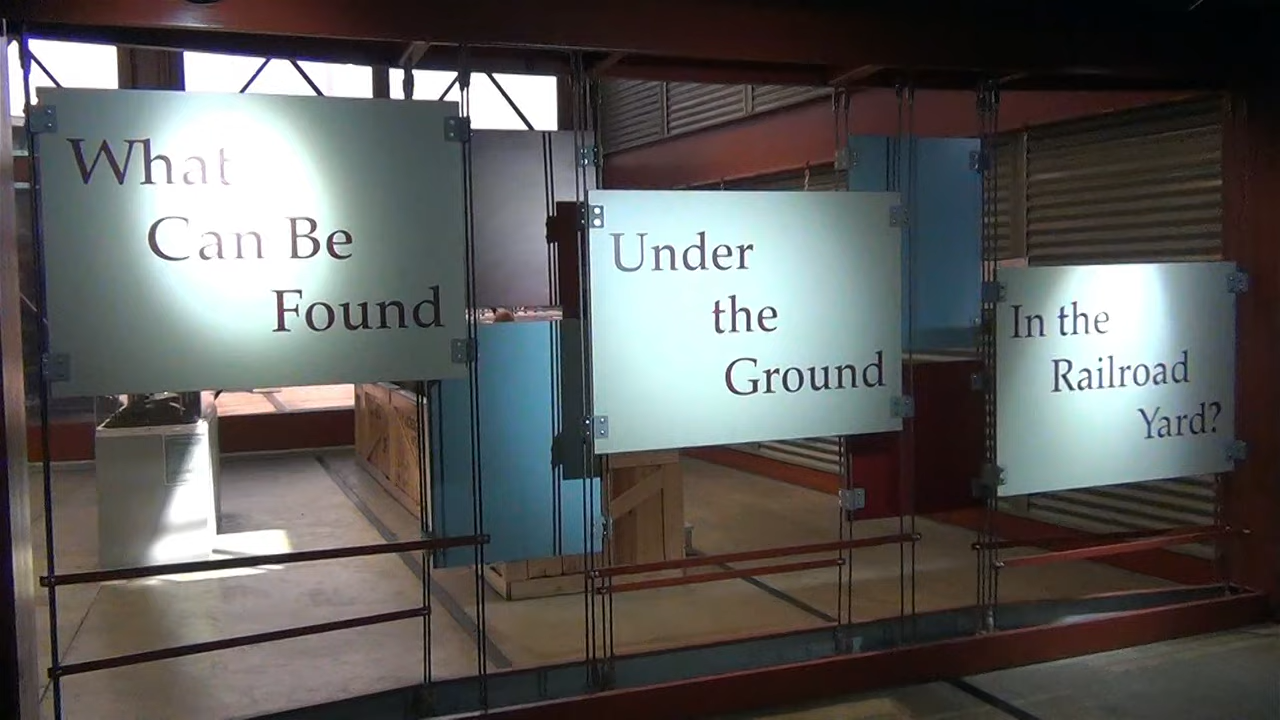 What
Can Be
Found
Under
the
Ground
In the
Railroad
Yard?